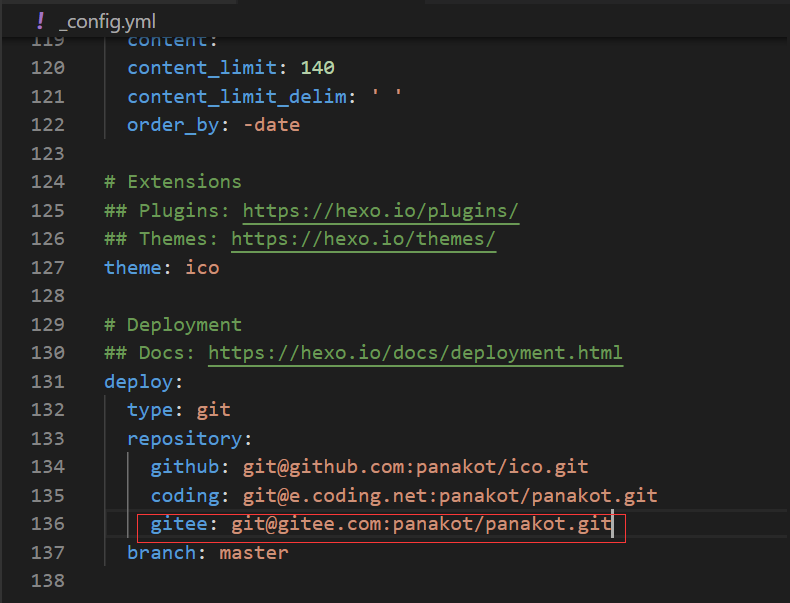 ! _config.yml
119 content:
120 content_limit: 140
121 content_limit_delim: ' '
122 order_by: -date
123
124 # Extensions
125 ## Plugins: https://hexo.io/plugins/
126 ## Themes: https://hexo.io/themes/
127 theme: ico
128
129 # Deployment
130 ## Docs: https://hexo.io/docs/deployment.html
131 deploy:
132 type: git
133 repository:
134 github: git@github.com:panakot/ico.git
135 coding: git@e.coding.net:panakot/panakot.git
136 gitee: git@gitee.com:panakot/panakot.git
137 branch: master
138